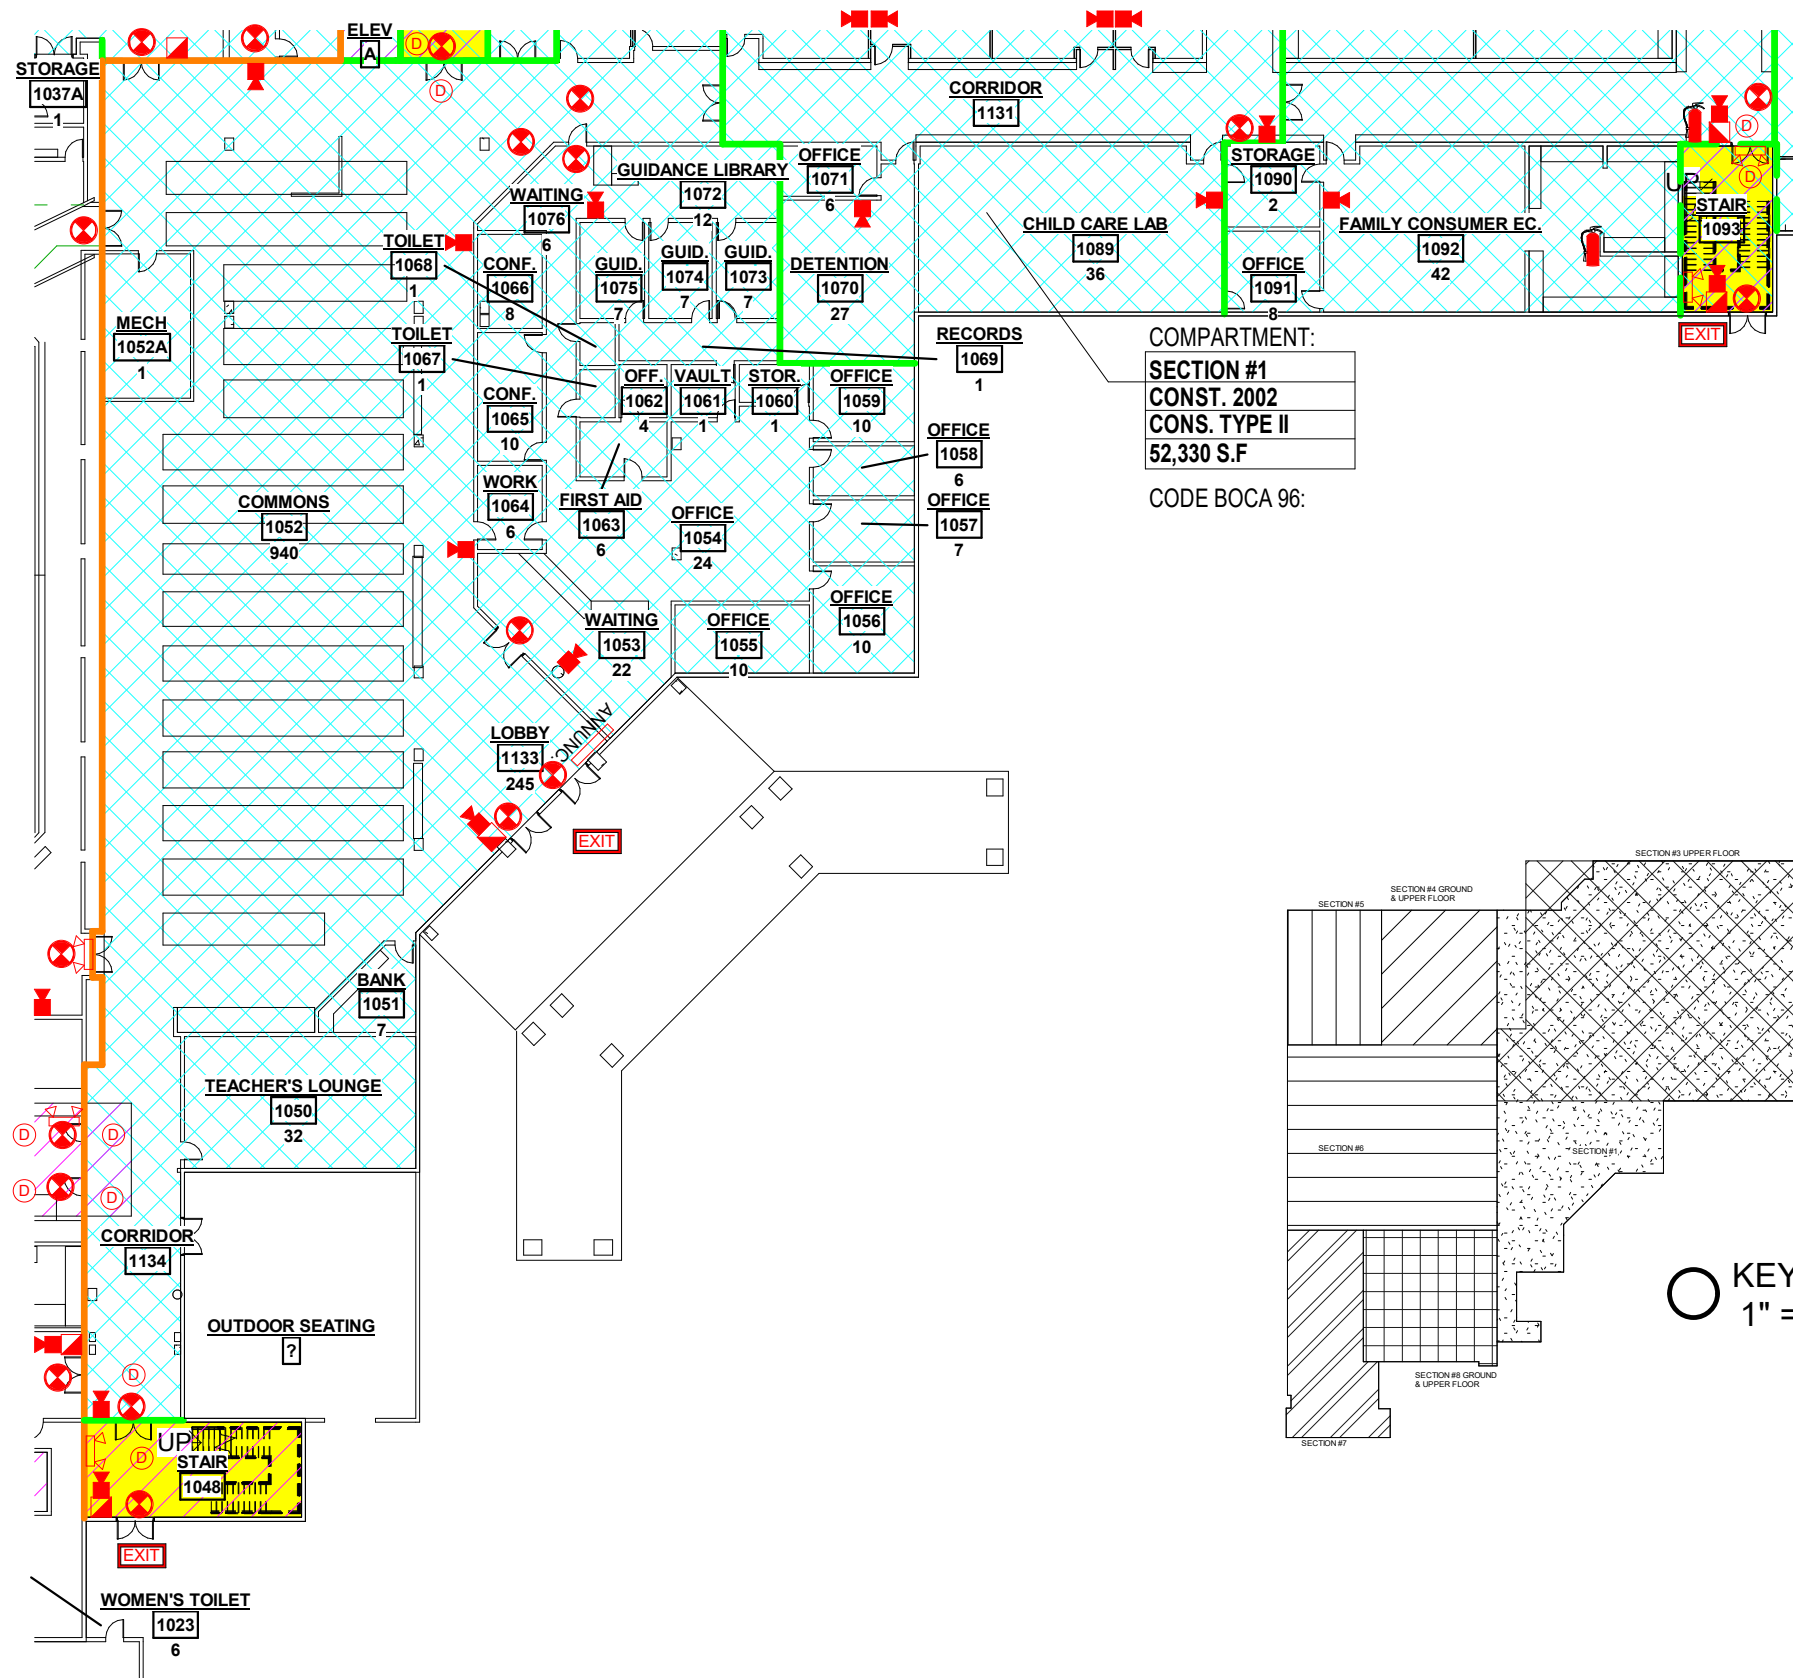 ELEV
A
D
D
STORAGE
1037A
1
CORRIDOR
1131
D
OFFICE
1071
6
STORAGE
1090
2
GUIDANCE LIBRARY
1072
12
WAITING
1076
6
UP
D
STAIR
1093
CHILD CARE LAB
1089
36
FAMILY CONSUMER EC.
1092
42
TOILET
1068
1
CONF.
1066
8
GUID.
1075
7
GUID.
1074
7
GUID.
1073
7
DETENTION
1070
27
OFFICE
1091
8
EXIT
MECH
1052A
1
TOILET
1067
1
RECORDS
1069
1
COMPARTMENT:
SECTION #1
CONST. 2002
CONS. TYPE II
52,330 S.F
CODE BOCA 96:
CONF.
1065
10
OFF.
1062
4
VAULT
1061
1
STOR.
1060
1
OFFICE
1059
10
OFFICE
1058
6
WORK
1064
6
FIRST AID
1063
6
OFFICE
1054
24
OFFICE
1057
7
COMMONS
1052
940
WAITING
1053
22
OFFICE
1055
10
OFFICE
1056
10
LOBBY
1133
245
ANNUNC.
EXIT
BANK
1051
7
TEACHER'S LOUNGE
1050
32
D
D
D
D
CORRIDOR
1134
OUTDOOR SEATING
?
D
UP
D
STAIR
1048
EXIT
WOMEN'S TOILET
1023
6
SECTION #3 UPPER FLOOR
SECTION #4 GROUND
& UPPER FLOOR
SECTION #5
SECTION #6
SECTION #1
SECTION #8 GROUND
& UPPER FLOOR
SECTION #7
KEY
1" =